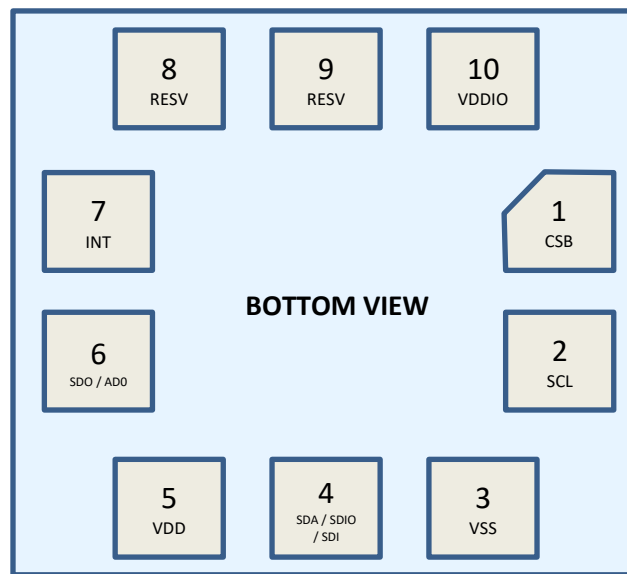 8
RESV
9
RESV
10
VDDIO
7
INT
1
CSB
BOTTOM VIEW
6
SDO / AD0
2
SCL
5
VDD
4
SDA / SDIO
/ SDI
3
VSS